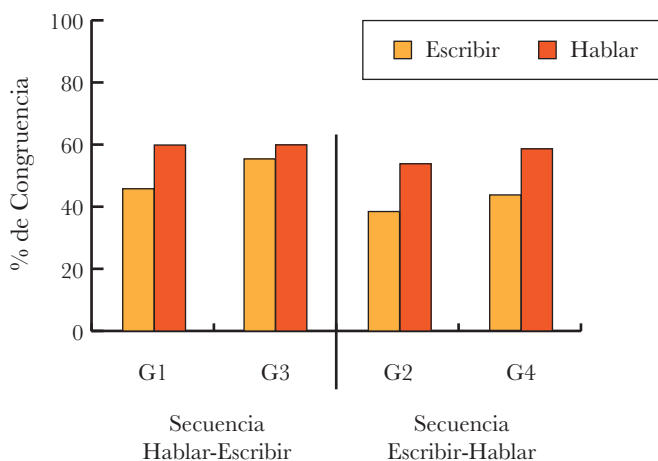 100
80
60
40
20
0
% de Congruencia
Escribir
Hablar
G1
G3
G2
G4
Secuencia
Hablar-Escribir
Secuencia
Escribir-Hablar